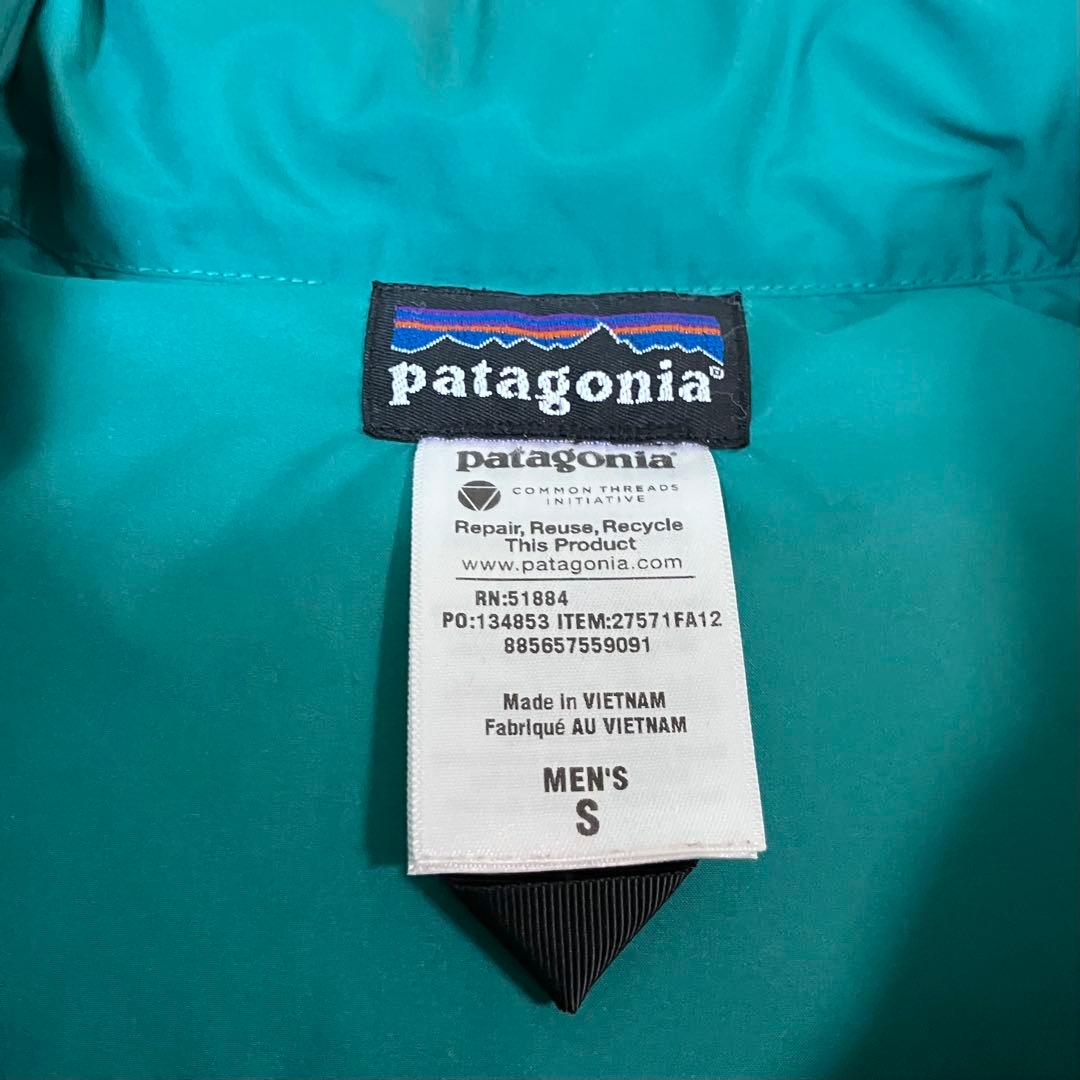 patagonia®
patagonia®
COMMON THREADS
INITIATIVE
Repair, Reuse, Recycle
This Product
www.patagonia.com
RN:51884
PO:134853 ITEM:27571FA12
885657559091
Made in VIETNAM
Fabriqué AU VIETNAM
MEN'S
S